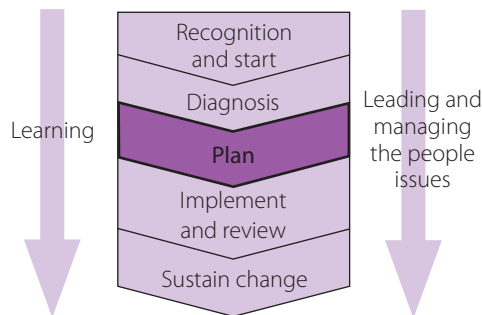 Recognition
and start
Diagnosis
Learning
Plan
Leading and
managing
the people
issues
Implement
and review
Sustain change